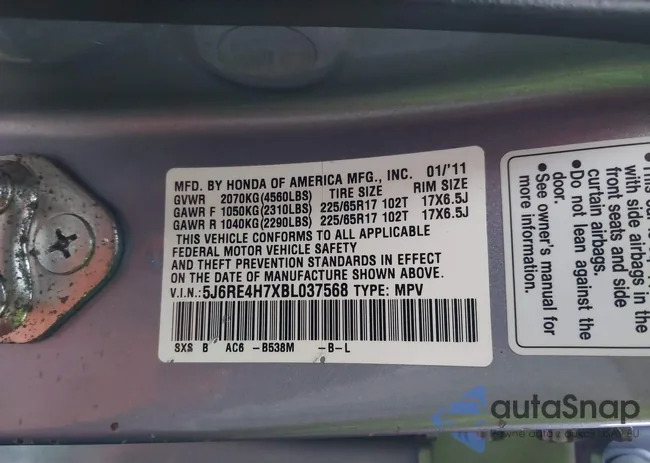 MFD. BY HONDA OF AMERICA MFG., INC. 01/'11
GVWR 2070KG(4560LBS) TIRE SIZE RIM SIZE
GAWR F 1050KG(2310LBS) 225/65R17 102T 17X6.5J
GAWR R 1040KG(2290LBS) 225/65R17 102T 17X6.5J
THIS VEHICLE CONFORMS TO ALL APPLICABLE
FEDERAL MOTOR VEHICLE SAFETY
AND THEFT PREVENTION STANDARDS IN EFFECT
ON THE DATE OF MANUFACTURE SHOWN ABOVE.
V.I.N.: 5J6RE4H7XBL037568 TYPE: MPV
SXS B AC6 -B538M -B-L
with side airbags in the
front seats and side
curtain airbags.
• Do not lean against the
door.
• See owner's manual for
more information.
autaSnap